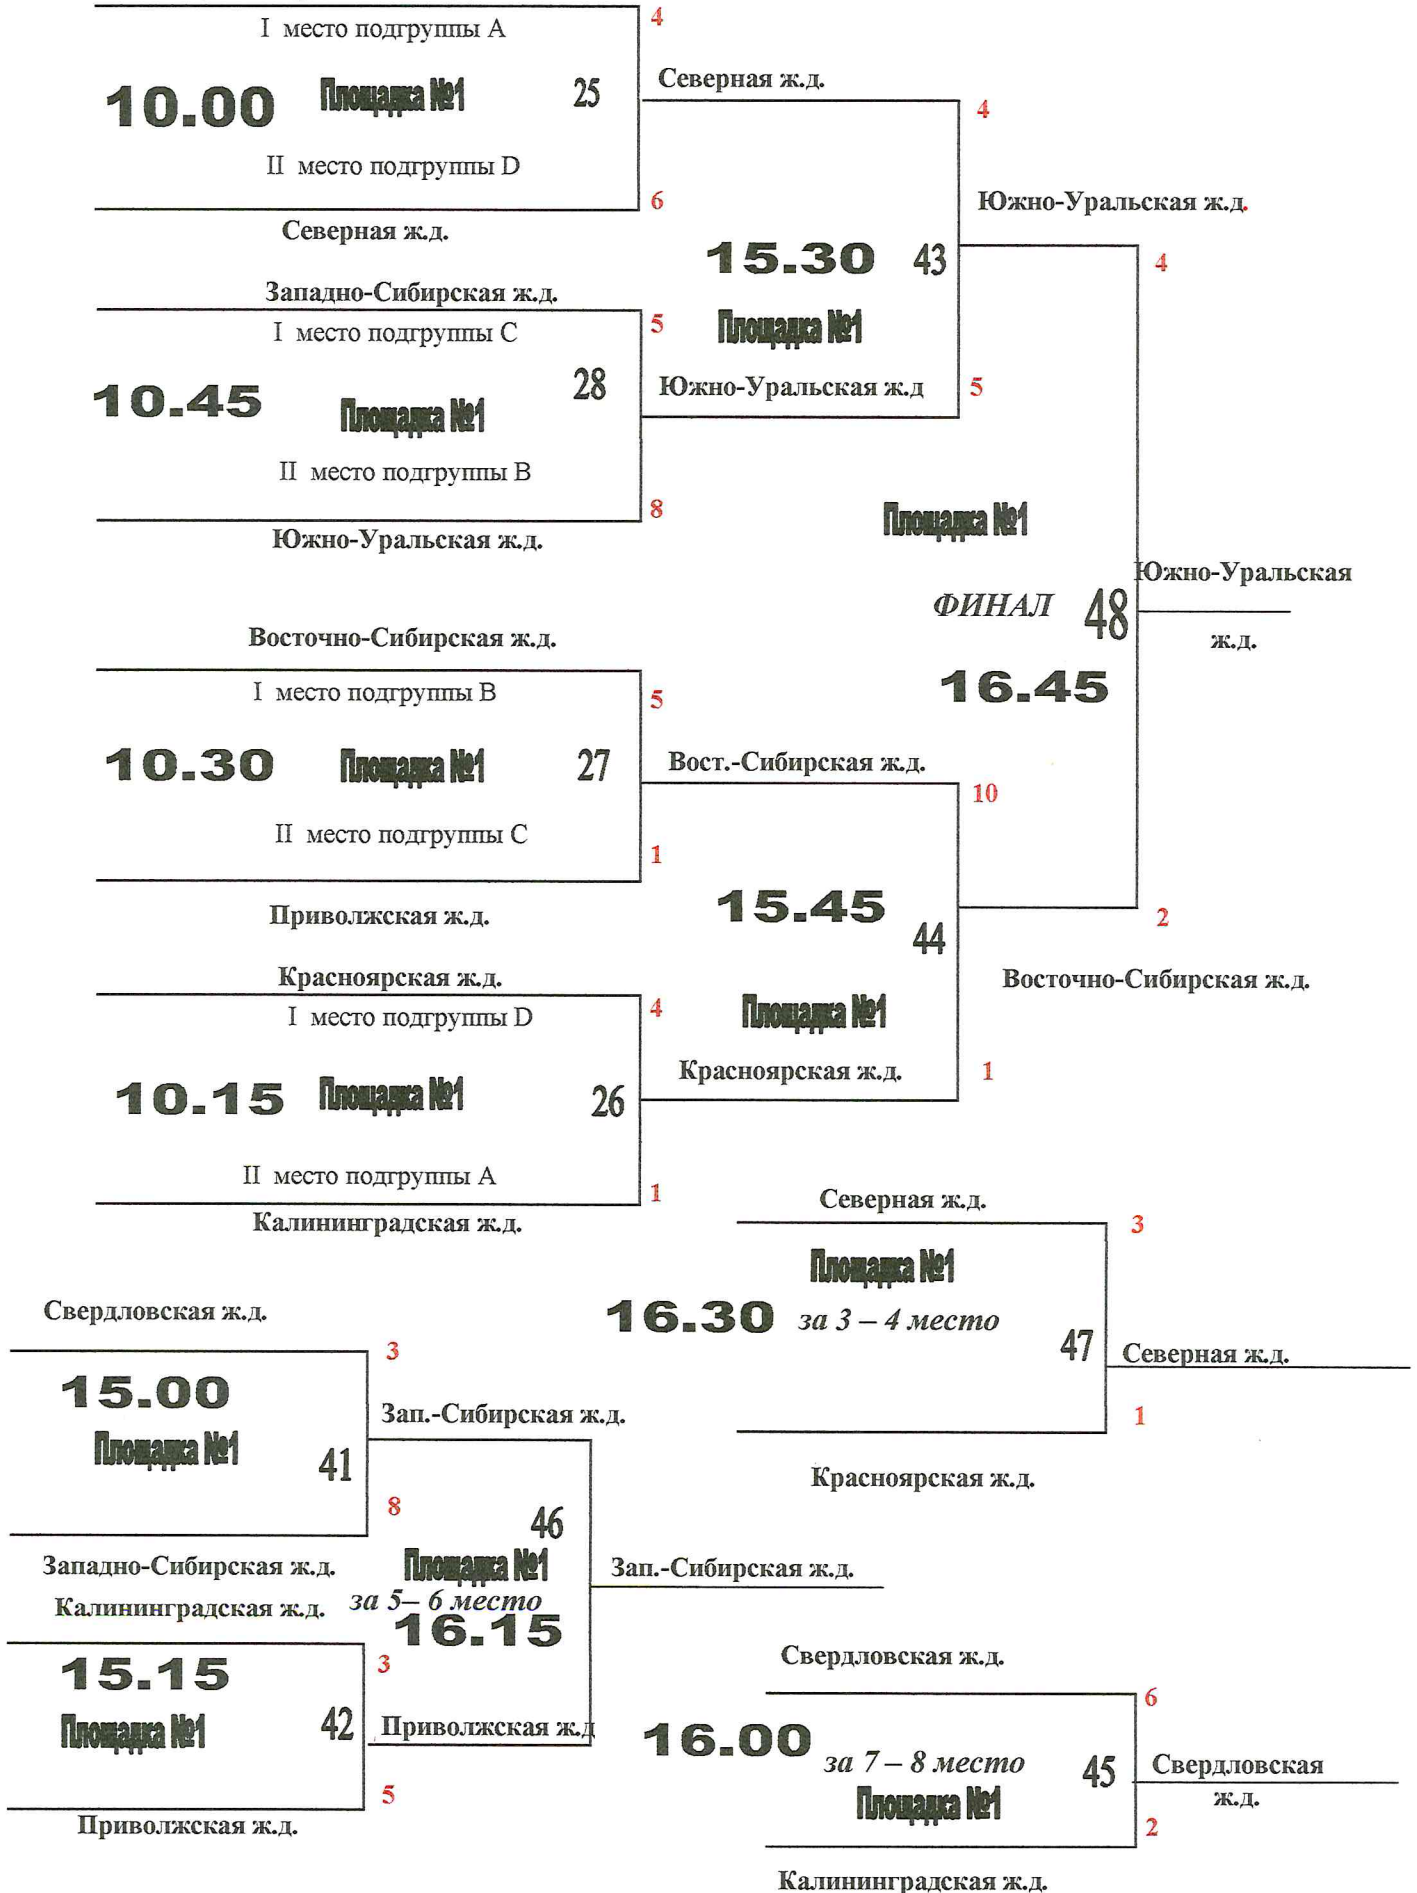 4
I место подгруппы А
10.00 Площадка №1 25
Северная ж.д.
4
II место подгруппы D
6
Северная ж.д.
Южно-Уральская ж.д.
15.30 43
4
Западно-Сибирская ж.д.
5
I место подгруппы С
Площадка №1
10.45 Площадка №1 28
Южно-Уральская ж.д
5
II место подгруппы В
8
Южно-Уральская ж.д.
Площадка №1
ФИНАЛ 48
Южно-Уральская
ж.д.
16.45
Восточно-Сибирская ж.д.
I место подгруппы В
5
10.30 Площадка №1 27
Вост.-Сибирская ж.д.
10
II место подгруппы С
1
Приволжская ж.д.
15.45 44
2
Красноярская ж.д.
Восточно-Сибирская ж.д.
4
I место подгруппы D
Площадка №1
10.15 Площадка №1 26
Красноярская ж.д.
1
II место подгруппы А
1
Калининградская ж.д.
Северная ж.д.
3
Площадка №1
16.30 за 3 – 4 место 47
Северная ж.д.
1
Красноярская ж.д.
Свердловская ж.д.
3
15.00
Площадка №1 41
Зап.-Сибирская ж.д.
8
Западно-Сибирская ж.д.
46
Площадка №1
за 5– 6 место
16.15
Зап.-Сибирская ж.д.
Калининградская ж.д.
3
15.15
Площадка №1 42
Приволжская ж.д
5
Приволжская ж.д.
Свердловская ж.д.
6
16.00 за 7 – 8 место 45
Площадка №1
Свердловская
ж.д.
2
Калининградская ж.д.